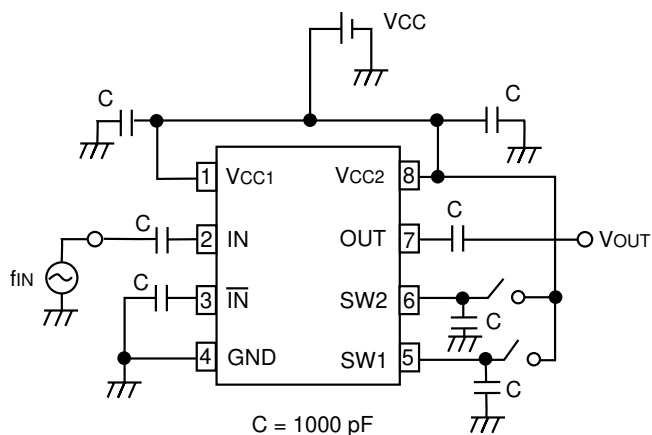 VCC
C
C
1 VCC1
VCC2 8
C
2 IN
OUT 7
C
VOUT
fIN
C
3 I̅N̅
SW2 6
C
4 GND
SW1 5
C
C = 1000 pF